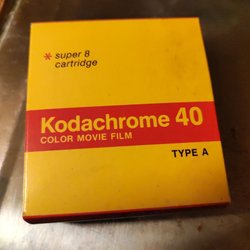 * super 8
cartridge
Kodachrome 40
COLOR MOVIE FILM
TYPE A